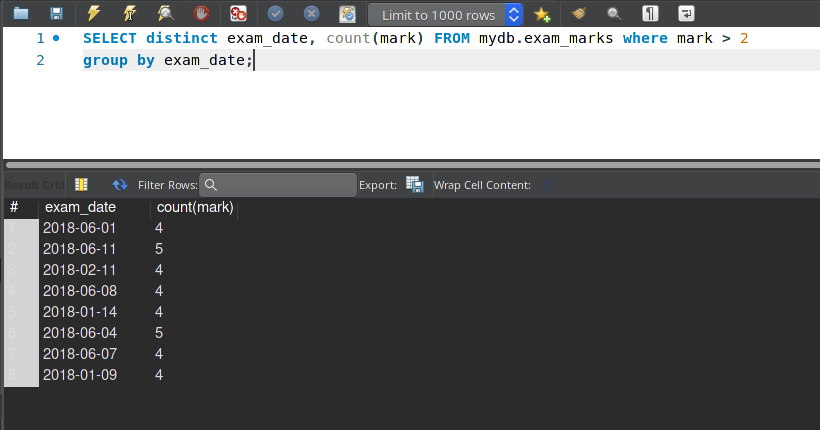 Limit to 1000 rows
1 SELECT distinct exam_date, count(mark) FROM mydb.exam_marks where mark > 2
2 group by exam_date;
Result Grid Filter Rows: Export: Wrap Cell Content:
# exam_date count(mark)
1 2018-06-01 4
2 2018-06-11 5
3 2018-02-11 4
4 2018-06-08 4
5 2018-01-14 4
6 2018-06-04 5
7 2018-06-07 4
8 2018-01-09 4